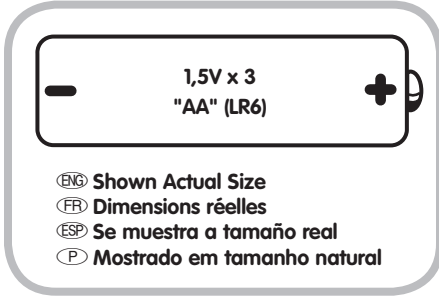 1,5V x 3
"AA" (LR6)
ENG Shown Actual Size
FR Dimensions réelles
ESP Se muestra a tamaño real
P Mostrado em tamanho natural